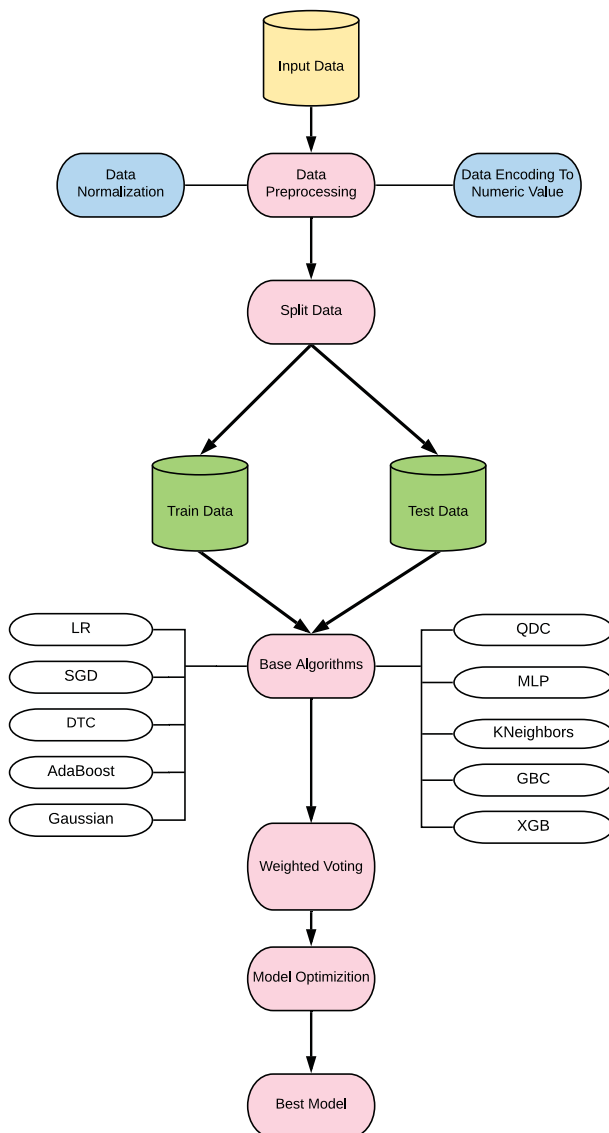 Input Data
Data
Normalization
Data
Preprocessing
Data Encoding To
Numeric Value
Split Data
Train Data
Test Data
LR
SGD
DTC
AdaBoost
Gaussian
Base Algorithms
QDC
MLP
KNeighbors
GBC
XGB
Weighted Voting
Model Optimizition
Best Model